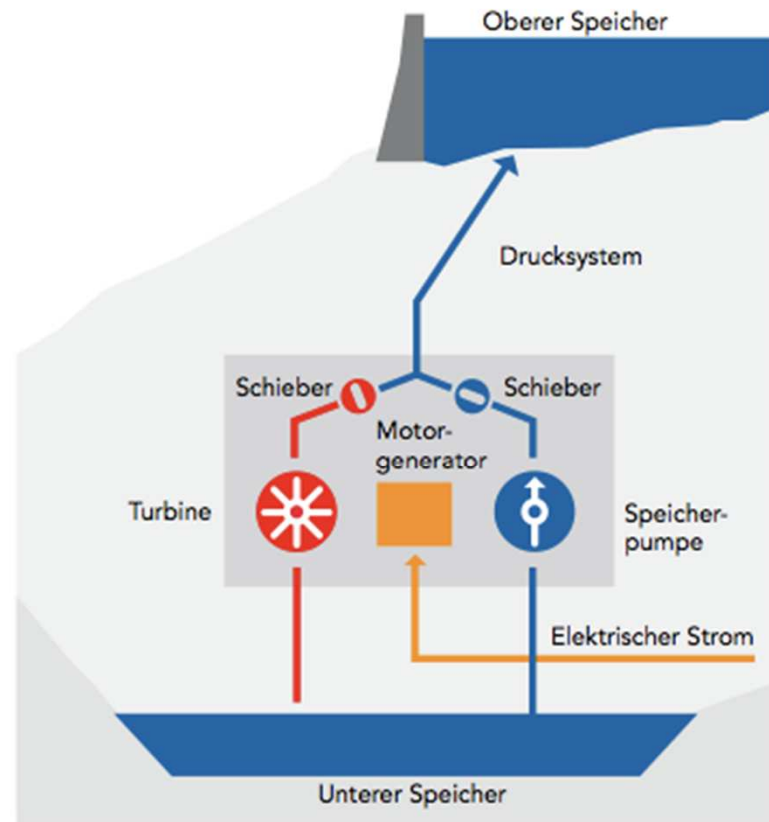 Oberer Speicher
Drucksystem
Schieber
Schieber
Motor-
generator
Turbine
Speicher-
pumpe
Elektrischer Strom
Unterer Speicher